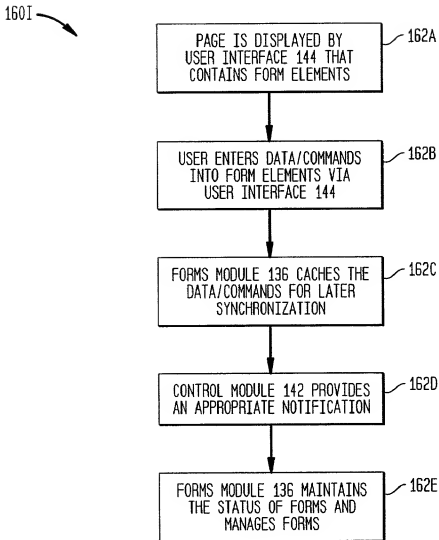 160I
PAGE IS DISPLAYED BY
USER INTERFACE 144 THAT
CONTAINS FORM ELEMENTS
162A
USER ENTERS DATA/COMMANDS
INTO FORM ELEMENTS VIA
USER INTERFACE 144
162B
FORMS MODULE 136 CACHES THE
DATA/COMMANDS FOR LATER
SYNCHRONIZATION
162C
CONTROL MODULE 142 PROVIDES
AN APPROPRIATE NOTIFICATION
162D
FORMS MODULE 136 MAINTAINS
THE STATUS OF FORMS AND
MANAGES FORMS
162E